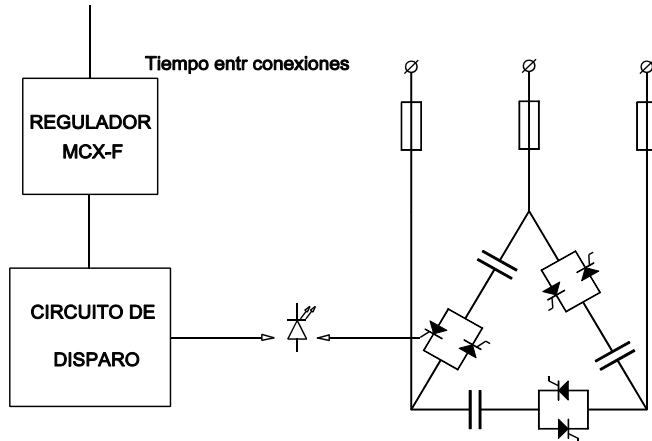 Tiempo entr conexiones
REGULADOR
MCX-F
CIRCUITO DE
DISPARO